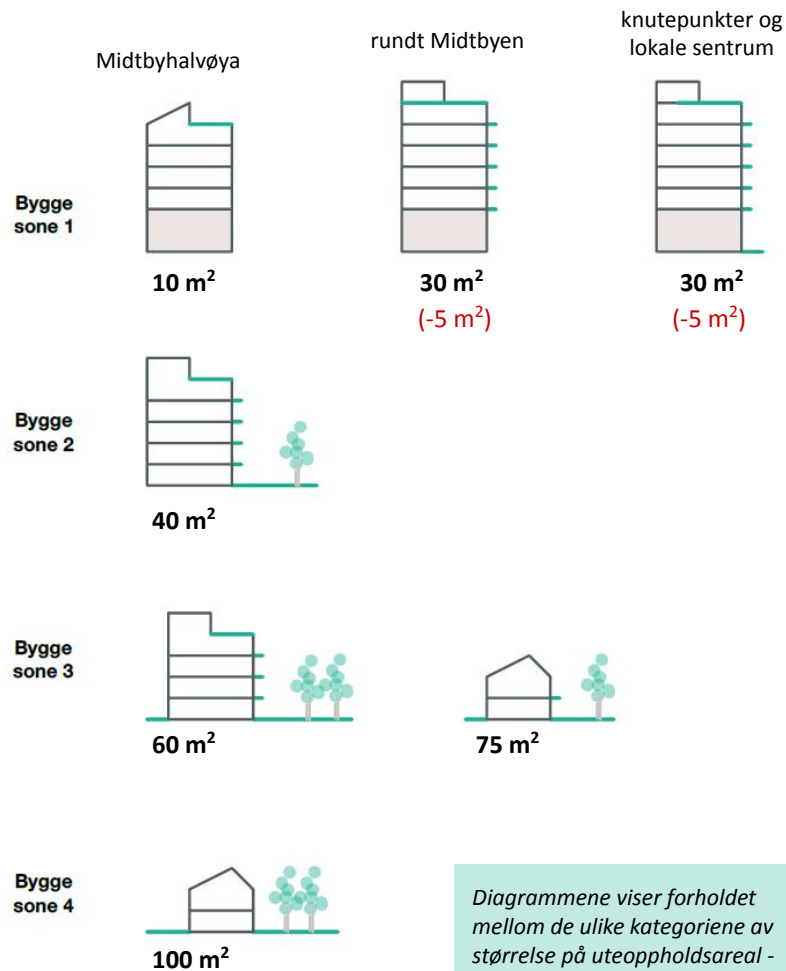 Midtbyhalvøya
rundt Midtbyen
knutepunkter og
lokale sentrum
Bygge
sone 1
10 m²
30 m²
(-5 m²)
30 m²
(-5 m²)
Bygge
sone 2
40 m²
Bygge
sone 3
60 m²
75 m²
Bygge
sone 4
100 m²
Diagrammene viser forholdet
mellom de ulike kategoriene av
størrelse på uteoppholdsareal -